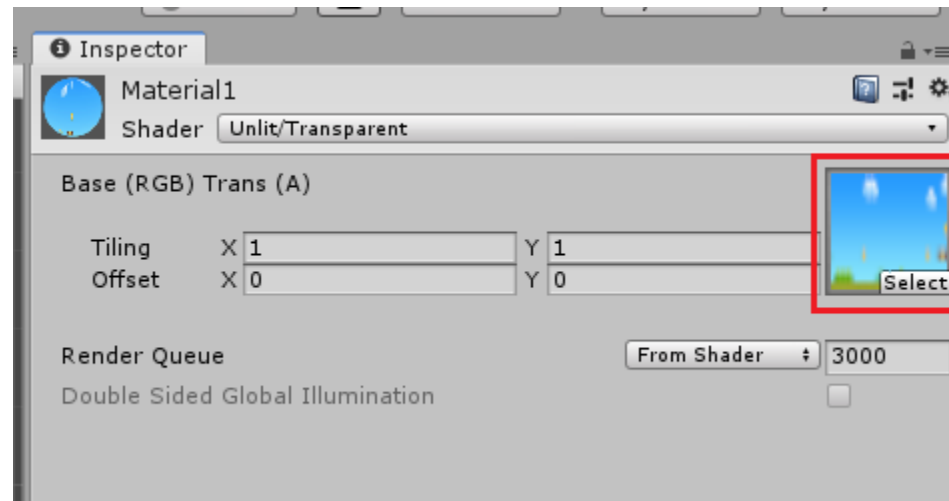 Inspector
Material1
Shader Unlit/Transparent
Base (RGB) Trans (A)
Tiling X 1 Y 1
Offset X 0 Y 0
Select
Render Queue From Shader 3000
Double Sided Global Illumination